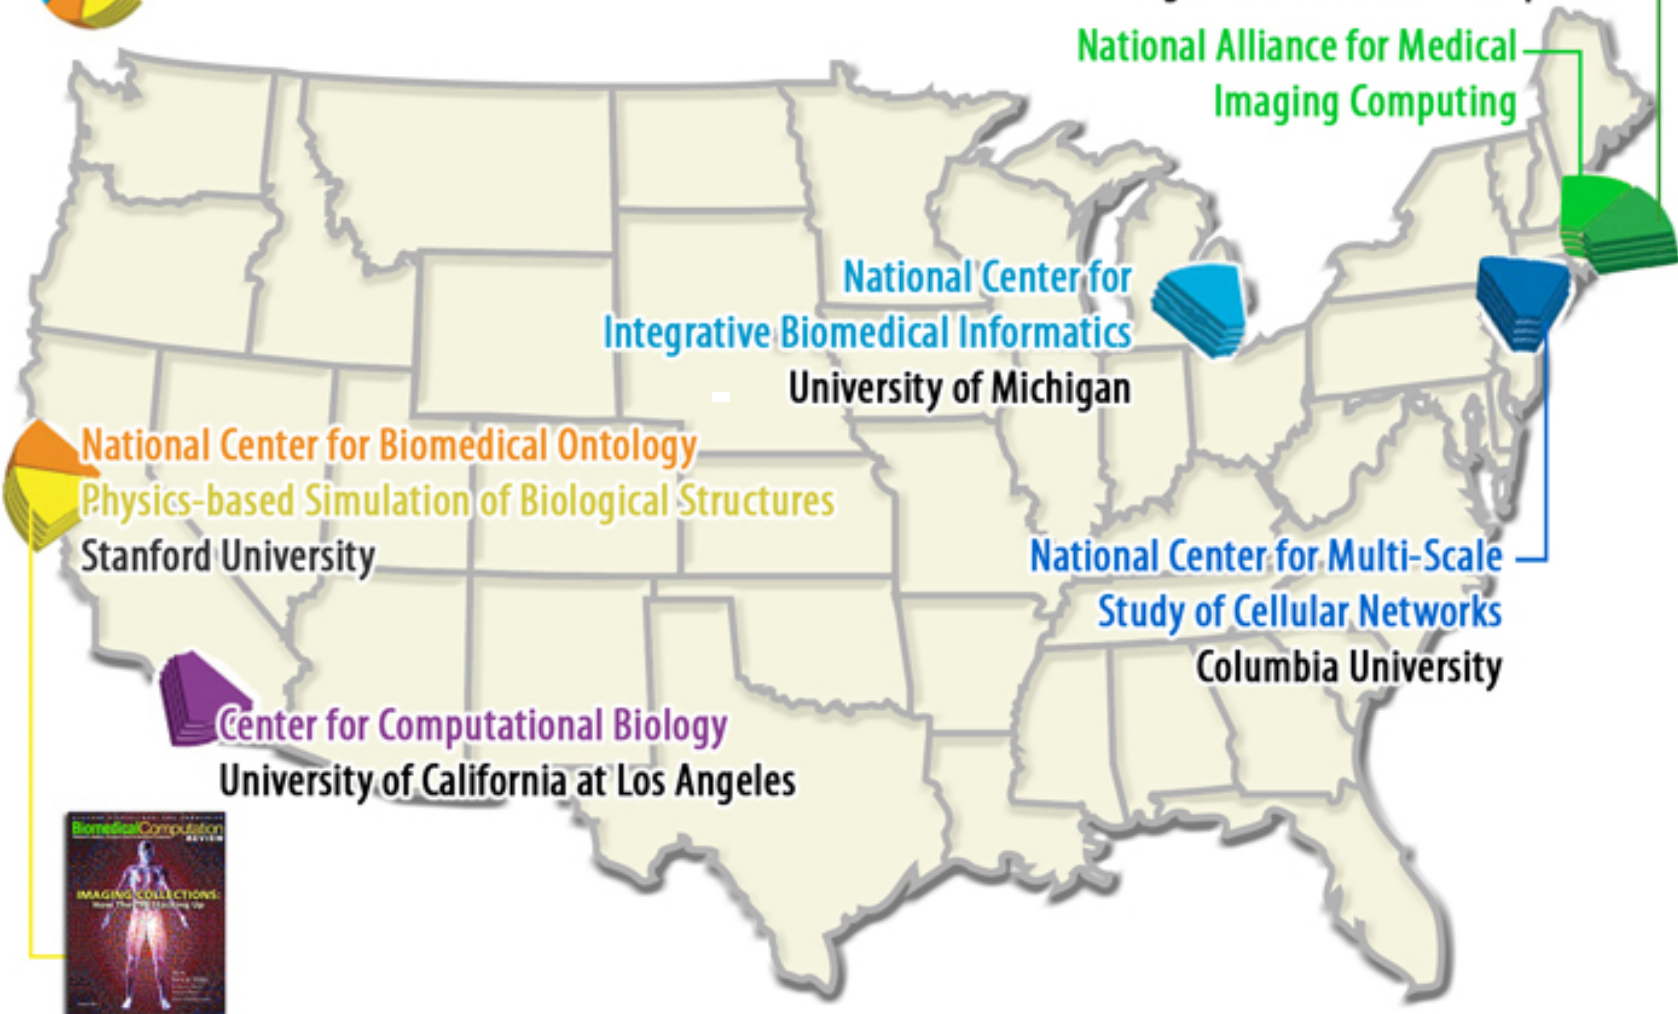 National Alliance for Medical
Imaging Computing
National Center for
Integrative Biomedical Informatics
University of Michigan
National Center for Biomedical Ontology
Physics-based Simulation of Biological Structures
Stanford University
National Center for Multi-Scale
Study of Cellular Networks
Columbia University
Center for Computational Biology
University of California at Los Angeles
BiomedicalComputation
REVIEW
IMAGING COLLECTIONS: